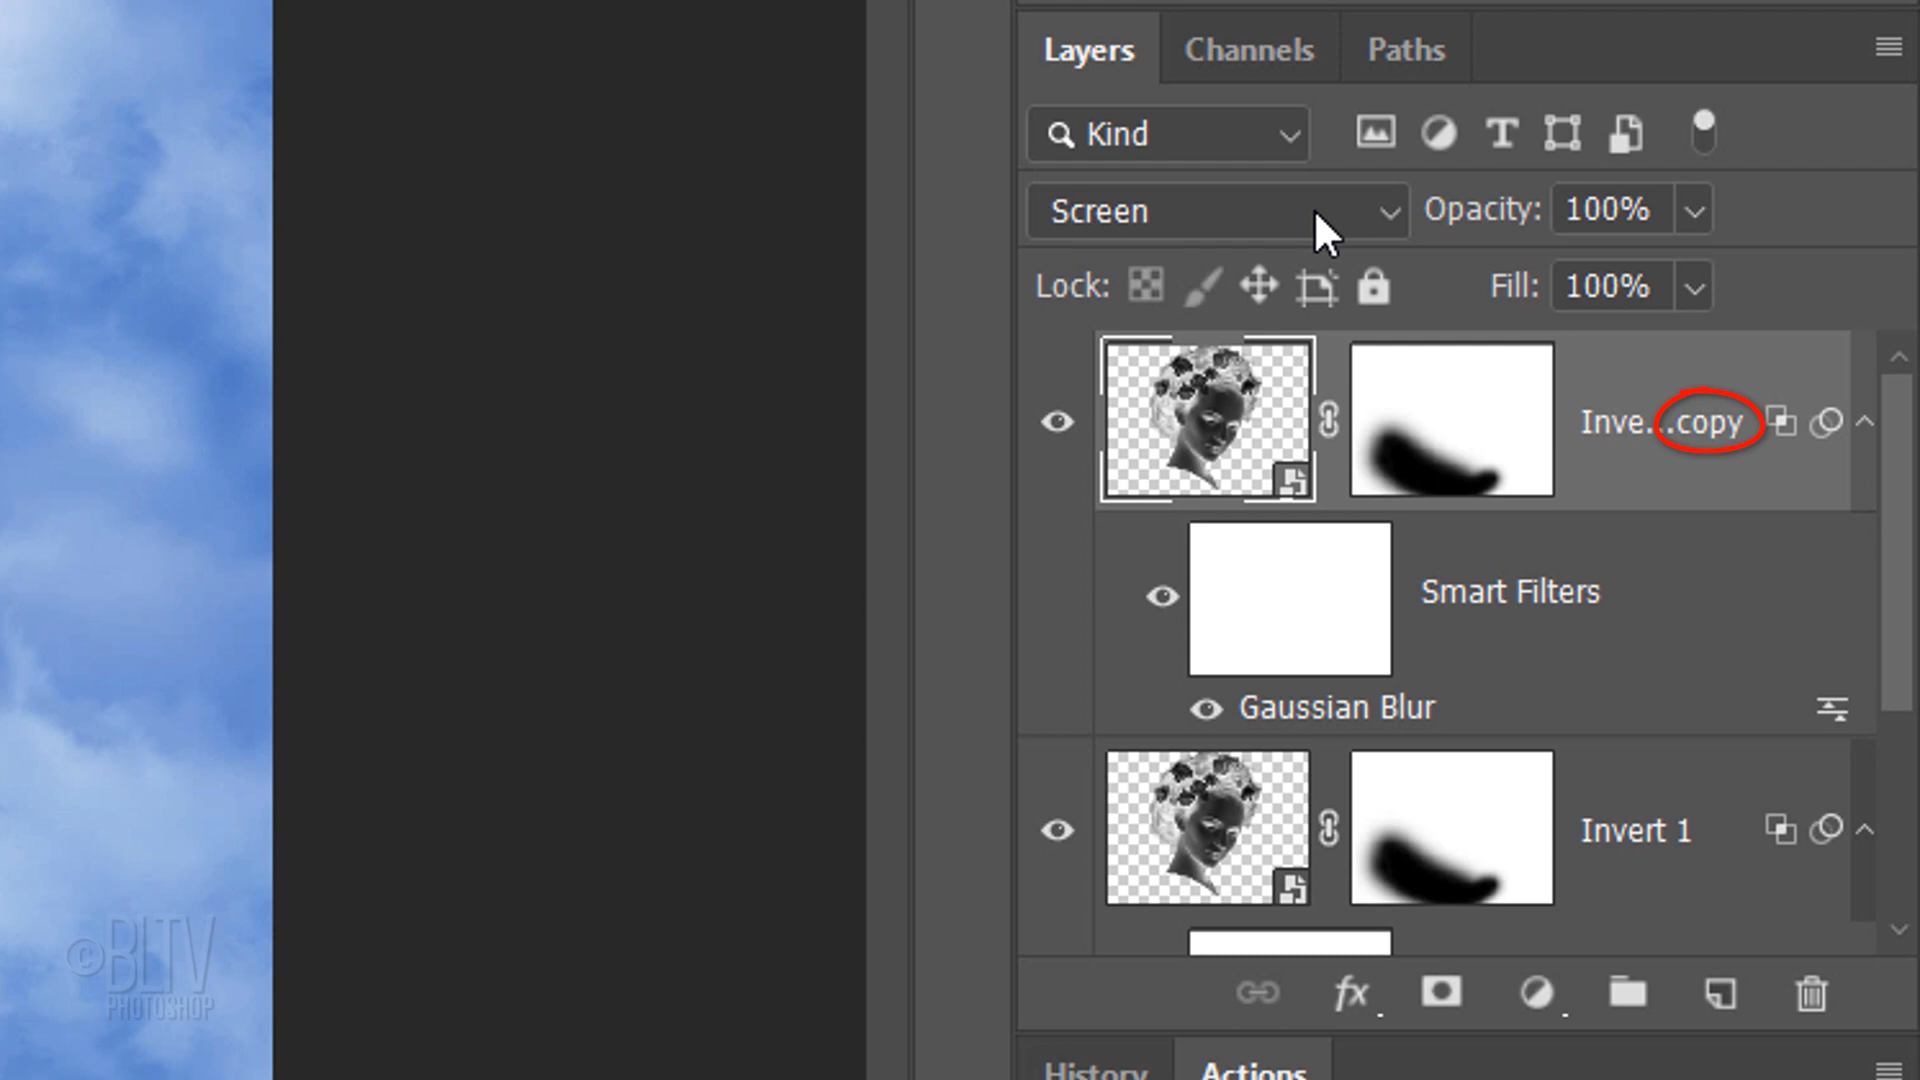 Layers Channels Paths
Kind
Screen Opacity: 100%
Lock: Fill: 100%
Inve...copy
Smart Filters
Gaussian Blur
Invert 1
fx
©BLTV
PHOTOSHOP
History Actions